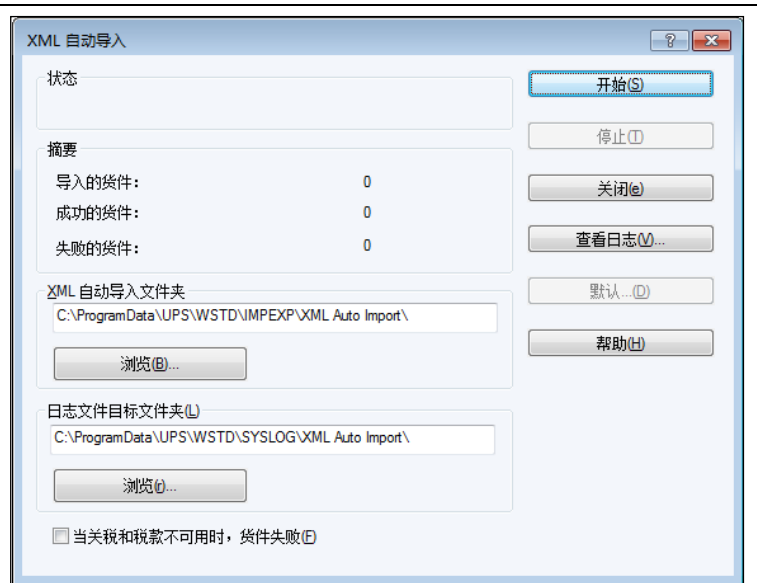 XML 自动导入
状态
开始(S)
停止(T)
摘要
导入的货件： 0
关闭(e)
成功的货件： 0
查看日志(V)...
失败的货件： 0
XML 自动导入文件夹
默认...(D)
C:\ProgramData\UPS\WSTD\IMPEXP\XML Auto Import\
帮助(H)
浏览(B)...
日志文件目标文件夹(L)
C:\ProgramData\UPS\WSTD\SYSLOG\XML Auto Import\
浏览(r)...
当关税和税款不可用时，货件失败(F)